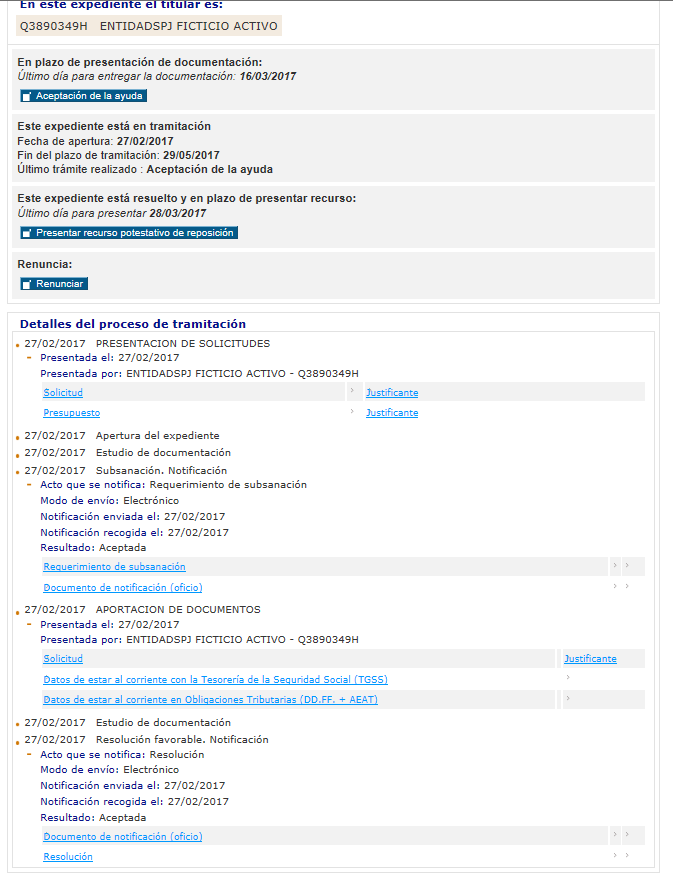 En este expediente el titular es:
Q3890349H ENTIDADSPJ FICTICIO ACTIVO
En plazo de presentación de documentación:
Último día para entregar la documentación: 16/03/2017
Aceptación de la ayuda
Este expediente está en tramitación
Fecha de apertura: 27/02/2017
Fin del plazo de tramitación: 29/05/2017
Último trámite realizado : Aceptación de la ayuda
Este expediente está resuelto y en plazo de presentar recurso:
Último día para presentar 28/03/2017
Presentar recurso potestativo de reposición
Renuncia:
Renunciar
Detalles del proceso de tramitación
27/02/2017 PRESENTACION DE SOLICITUDES
Presentada el: 27/02/2017
Presentada por: ENTIDADSPJ FICTICIO ACTIVO - Q3890349H
Solicitud > Justificante
Presupuesto > Justificante
27/02/2017 Apertura del expediente
27/02/2017 Estudio de documentación
27/02/2017 Subsanación. Notificación
Acto que se notifica: Requerimiento de subsanación
Modo de envío: Electrónico
Notificación enviada el: 27/02/2017
Notificación recogida el: 27/02/2017
Resultado: Aceptada
Requerimiento de subsanación > >
Documento de notificación (oficio) > >
27/02/2017 APORTACION DE DOCUMENTOS
Presentada el: 27/02/2017
Presentada por: ENTIDADSPJ FICTICIO ACTIVO - Q3890349H
Solicitud Justificante
Datos de estar al corriente con la Tesorería de la Seguridad Social (TGSS) >
Datos de estar al corriente en Obligaciones Tributarias (DD.FF. + AEAT) >
27/02/2017 Estudio de documentación
27/02/2017 Resolución favorable. Notificación
Acto que se notifica: Resolución
Modo de envío: Electrónico
Notificación enviada el: 27/02/2017
Notificación recogida el: 27/02/2017
Resultado: Aceptada
Documento de notificación (oficio) > >
Resolución > >